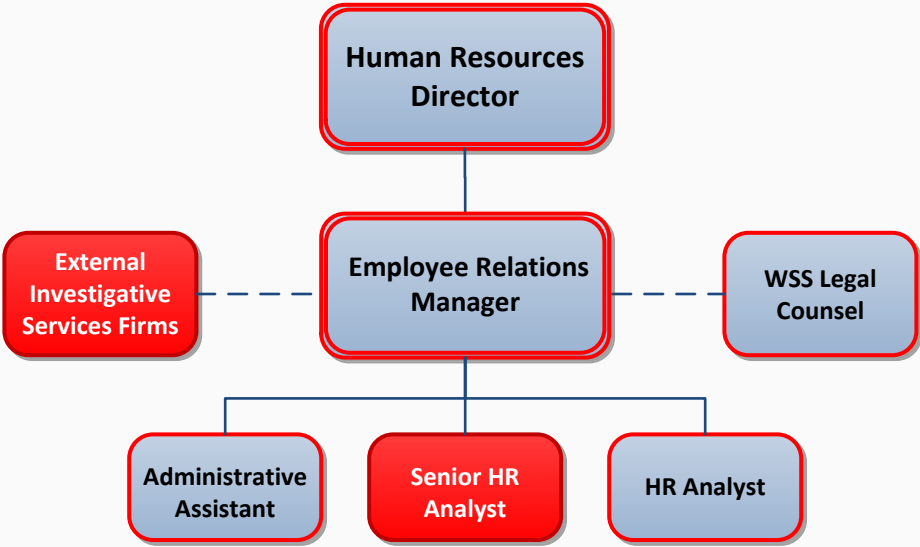 Human Resources
Director
External
Investigative
Services Firms
Employee Relations
Manager
WSS Legal
Counsel
Administrative
Assistant
Senior HR
Analyst
HR Analyst